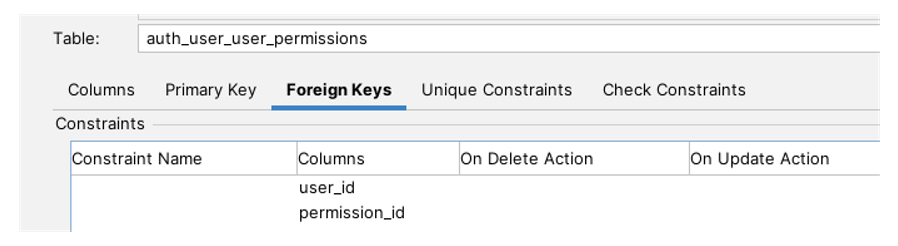 Table: auth_user_user_permissions
Columns Primary Key Foreign Keys Unique Constraints Check Constraints
Constraints
Constraint Name Columns On Delete Action On Update Action
user_id
permission_id